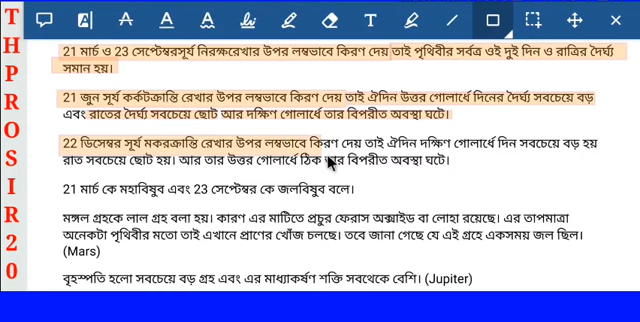 21 মার্চ ও 23 সেপ্টেম্বরসূর্য নিরক্ষরেখার উপর লম্বভাবে কিরণ দেয় তাই পৃথিবীর সর্বত্র ওই দুই দিন ও রাত্রির দৈর্ঘ্য
সমান হয়।
21 জুন সূর্য কর্কটক্রান্তি রেখার উপর লম্বভাবে কিরণ দেয় তাই ঐদিন উত্তর গোলার্ধে দিনের দৈর্ঘ্য সবচেয়ে বড়
এবং রাতের দৈর্ঘ্য সবচেয়ে ছোট আর দক্ষিণ গোলার্ধে তার বিপরীত অবস্থা ঘটে।
22 ডিসেম্বর সূর্য মকরক্রান্তি রেখার উপর লম্বভাবে কিরণ দেয় তাই ঐদিন দক্ষিণ গোলার্ধে দিন সবচেয়ে বড় হয়
রাত সবচেয়ে ছোট হয়। আর তার উত্তর গোলার্ধে ঠিক তার বিপরীত অবস্থা ঘটে।
21 মার্চ কে মহাবিষুব এবং 23 সেপ্টেম্বর কে জলবিষুব বলে।
মঙ্গল গ্রহকে লাল গ্রহ বলা হয়। কারণ এর মাটিতে প্রচুর ফেরাস অক্সাইড বা লোহা রয়েছে। এর তাপমাত্রা
অনেকটা পৃথিবীর মতো তাই এখানে প্রাণের খোঁজ চলছে। তবে জানা গেছে যে এই গ্রহে একসময় জল ছিল।
(Mars)
বৃহস্পতি হলো সবচেয়ে বড় গ্রহ এবং এর মাধ্যাকর্ষণ শক্তি সবথেকে বেশি। (Jupiter)
T
H
P
R
O
S
I
R
2
0